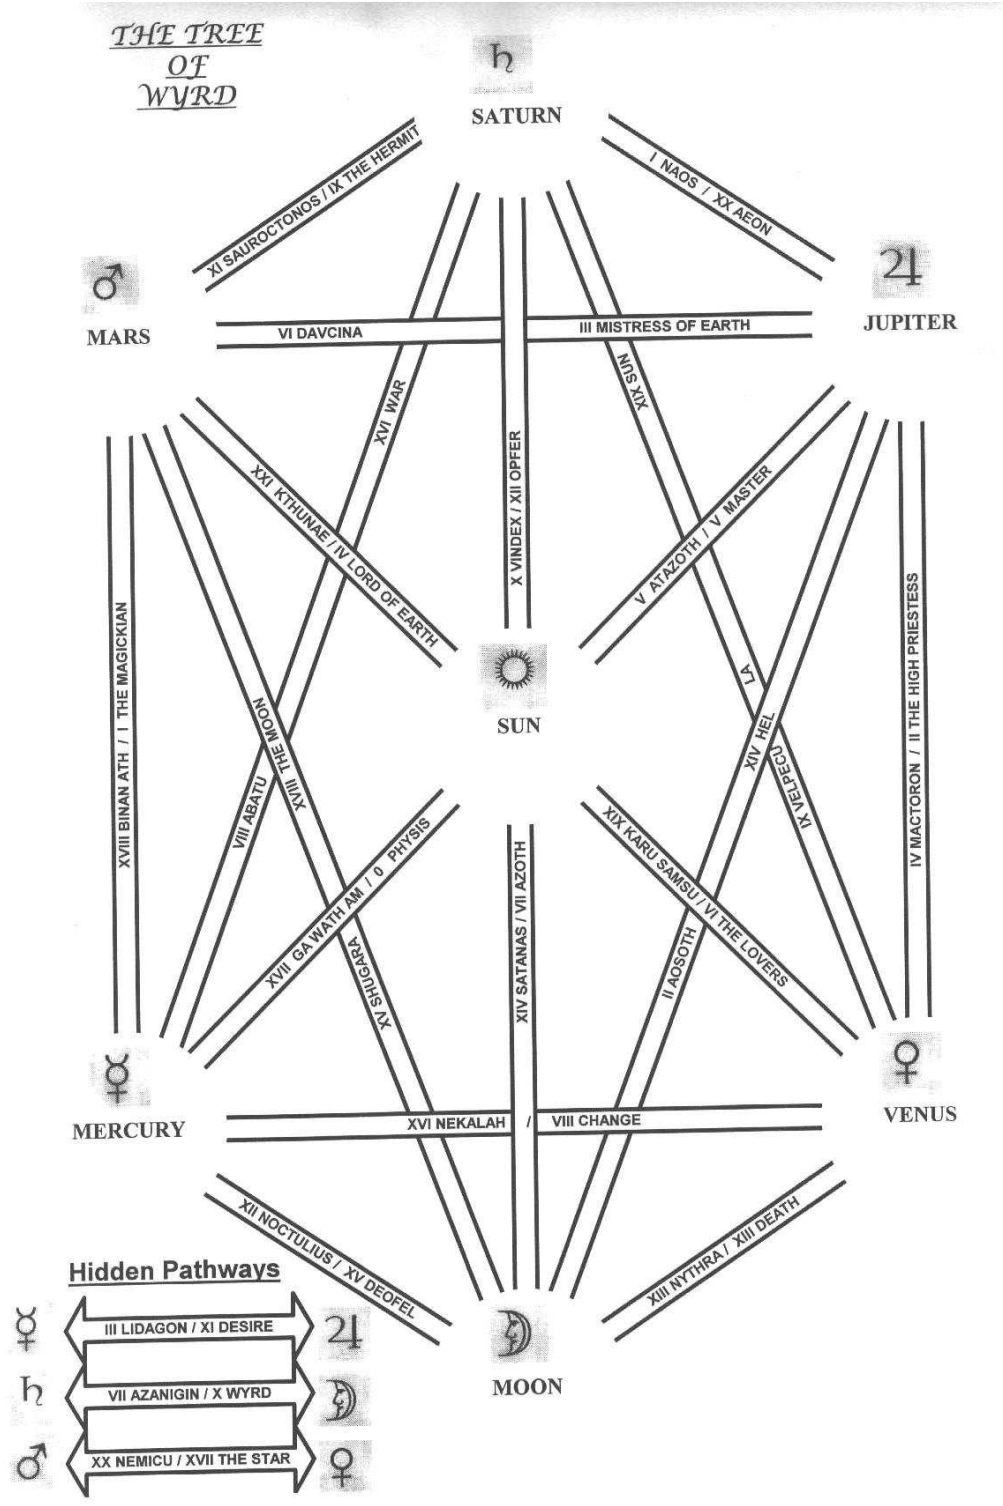 THE TREE
OF
WYRD
SATURN
XI SAUROCTONOS / IX THE HERMIT
I NAOS / XX AEON
MARS
JUPITER
VI DAVCINA
III MISTRESS OF EARTH
XVI WAR
XIX SUN
XXI KTHUNAE / IV LORD OF EARTH
X VINDEX / XII OPFER
V ATAZOTH / V MASTER
XVIII BINAN ATH / I THE MAGICKIAN
IV MACTORON / II THE HIGH PRIESTESS
SUN
XVIII THE MOON
VIII ABATU
XIV HEL
IX VELPECU LA
XVII GA WATH AM / 0 PHYSIS
XIX KARU SAMSU / VI THE LOVERS
XV SHUGARA
XIV SATANAS / VII AZOTH
II AOSOTH
MERCURY
VENUS
XVI NEKALAH / VIII CHANGE
XII NOCTULIUS / XV DEOFEL
XIII NYTHRA / XIII DEATH
MOON
Hidden Pathways
III LIDAGON / XI DESIRE
VII AZANIGIN / X WYRD
XX NEMICU / XVII THE STAR